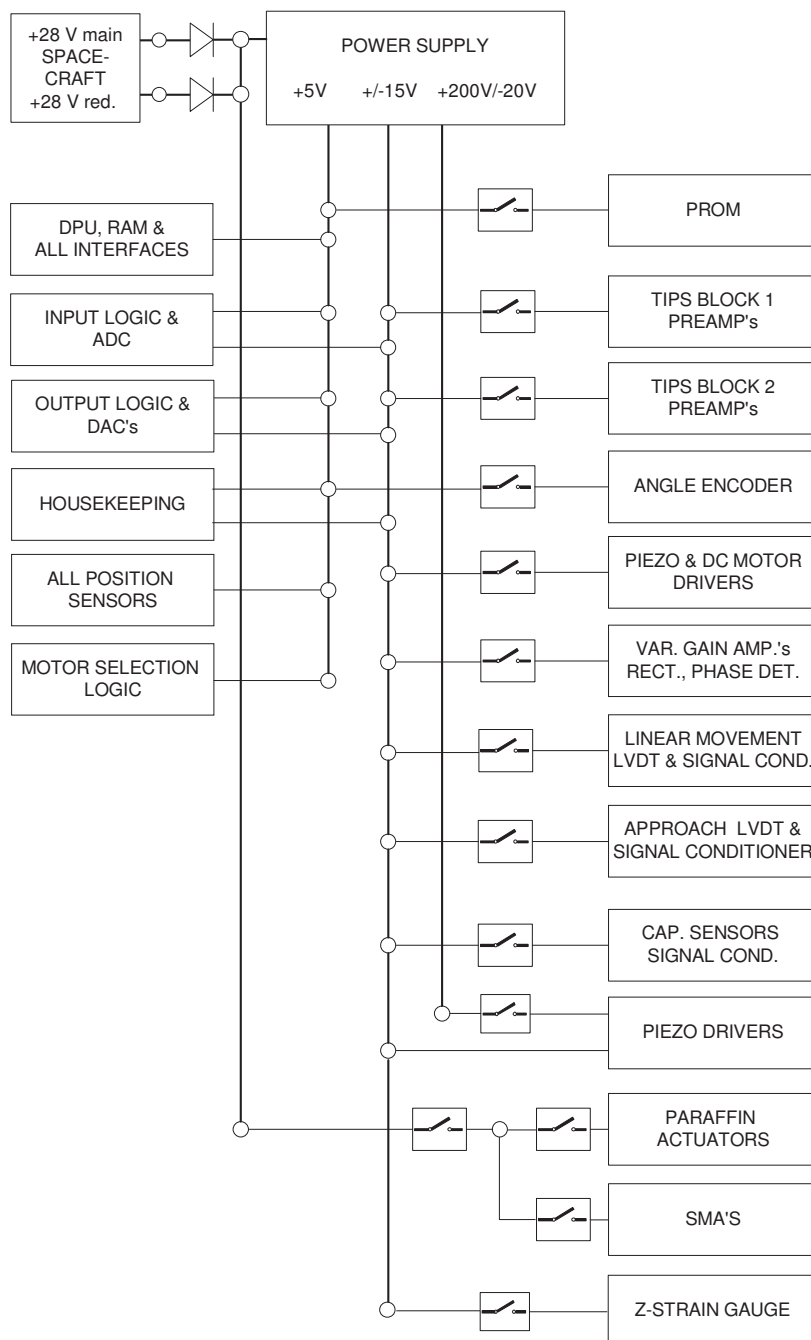 +28 V main
SPACE-
CRAFT
+28 V red.
POWER SUPPLY
+5V +/-15V +200V/-20V
DPU, RAM &
ALL INTERFACES
INPUT LOGIC &
ADC
OUTPUT LOGIC &
DAC's
HOUSEKEEPING
ALL POSITION
SENSORS
MOTOR SELECTION
LOGIC
PROM
TIPS BLOCK 1
PREAMP's
TIPS BLOCK 2
PREAMP's
ANGLE ENCODER
PIEZO & DC MOTOR
DRIVERS
VAR. GAIN AMP.'s
RECT., PHASE DET.
LINEAR MOVEMENT
LVDT & SIGNAL COND.
APPROACH LVDT &
SIGNAL CONDITIONER
CAP. SENSORS
SIGNAL COND.
PIEZO DRIVERS
PARAFFIN
ACTUATORS
SMA'S
Z-STRAIN GAUGE